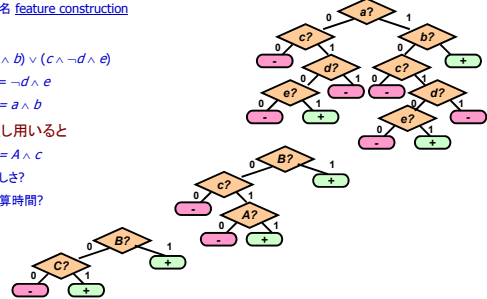 名 feature construction
∧ b) ∨ (c ∧ ¬d ∧ e)
= ¬d ∧ e
= a ∧ b
し用いると
= A ∧ c
しさ?
算時間?
a?
0 1
c? b?
0 1 0 1
- d? c? +
0 1 0 1
e? - - d?
0 1 0 1
- + e? -
0 1
- +
B?
0 1
c? +
0 1
- A?
0 1
- +
B?
0 1
C? +
0 1
- +